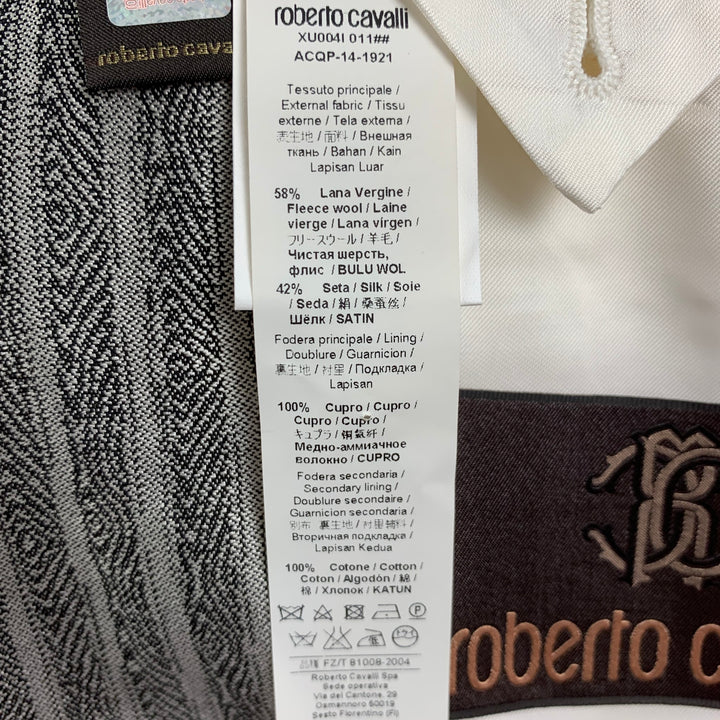 roberto cava
roberto cavalli
XU004I 011##
ACQP-14-1921
Tessuto principale /
External fabric / Tissu
externe / Tela externa /
表生地 / 面料 / Внешная
ткань / Bahan / Kain
Lapisan Luar
58% Lana Vergine /
Fleece wool / Laine
vierge / Lana virgen /
フリースウール / 羊毛 /
Чистая шерсть,
флис / BULU WOL
42% Seta / Silk / Soie
/ Seda / 絹 / 桑蚕丝 /
Шёлк / SATIN
Fodera principale / Lining /
Doublure / Guarnicion /
裏生地 / 衬里 / Подкладка /
Lapisan
100% Cupro / Cupro /
Cupro / Cupro /
キュプラ / 铜氨纤 /
Медно-аммиачное
волокно / CUPRO
Fodera secondaria /
Secondary lining /
Doublure secondaire /
Guarnicion secondaria /
別布 裏生地 / 衬里辅料 /
Вторичная подкладка /
Lapisan Kedua
100% Cotone / Cotton /
Coton / Algodòn / 綿 /
棉 / Хлопок / KATUN
P
ドライ
FZ/T 81008-2004
Roberto Cavalli Spa
Sede operativa
Via del Cantone, 29
Osmannoro 50019
Sesto Fiorentino (FI)
roberto c